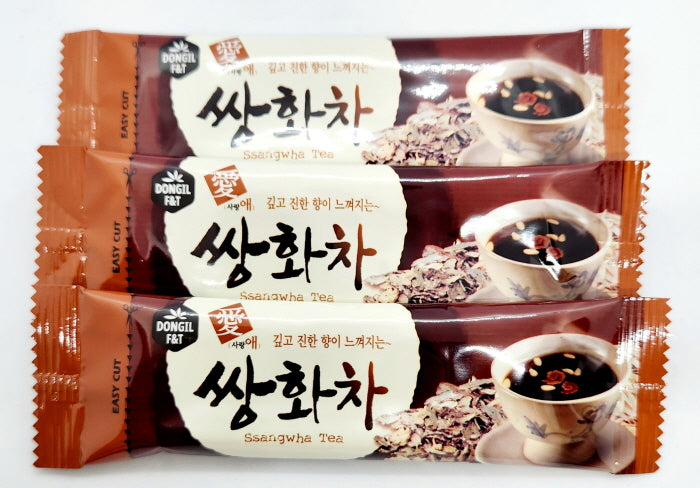 DONGIL
F&T
愛
[사랑애] 깊고 진한 향이 느껴지는~
쌍화차
Ssangwha Tea
EASY CUT
DONGIL
F&T
愛
[사랑애] 깊고 진한 향이 느껴지는~
쌍화차
Ssangwha Tea
EASY CUT
DONGIL
F&T
愛
[사랑애] 깊고 진한 향이 느껴지는~
쌍화차
Ssangwha Tea
EASY CUT